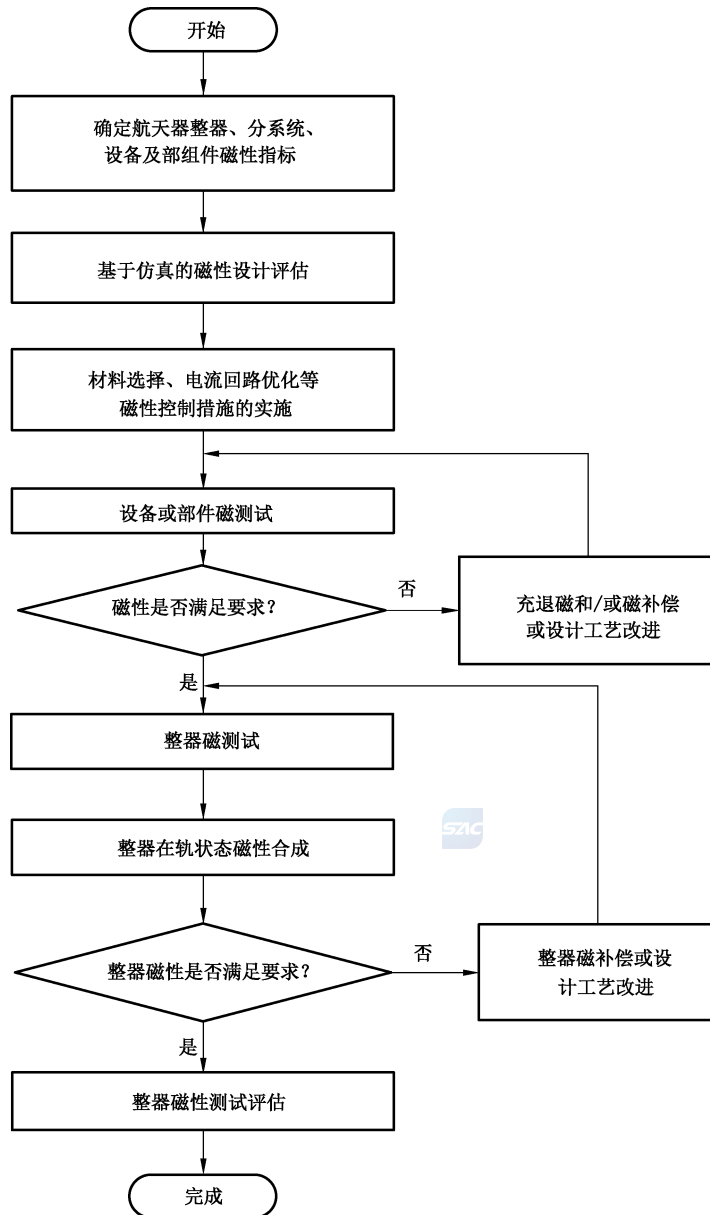 开始
确定航天器整器、分系统、
设备及部组件磁性指标
基于仿真的磁性设计评估
材料选择、电流回路优化等
磁性控制措施的实施
设备或部件磁测试
磁性是否满足要求?
否
充退磁和/或磁补偿
或设计工艺改进
是
整器磁测试
SAC
整器在轨状态磁性合成
整器磁性是否满足要求?
否
整器磁补偿或设
计工艺改进
是
整器磁性测试评估
完成